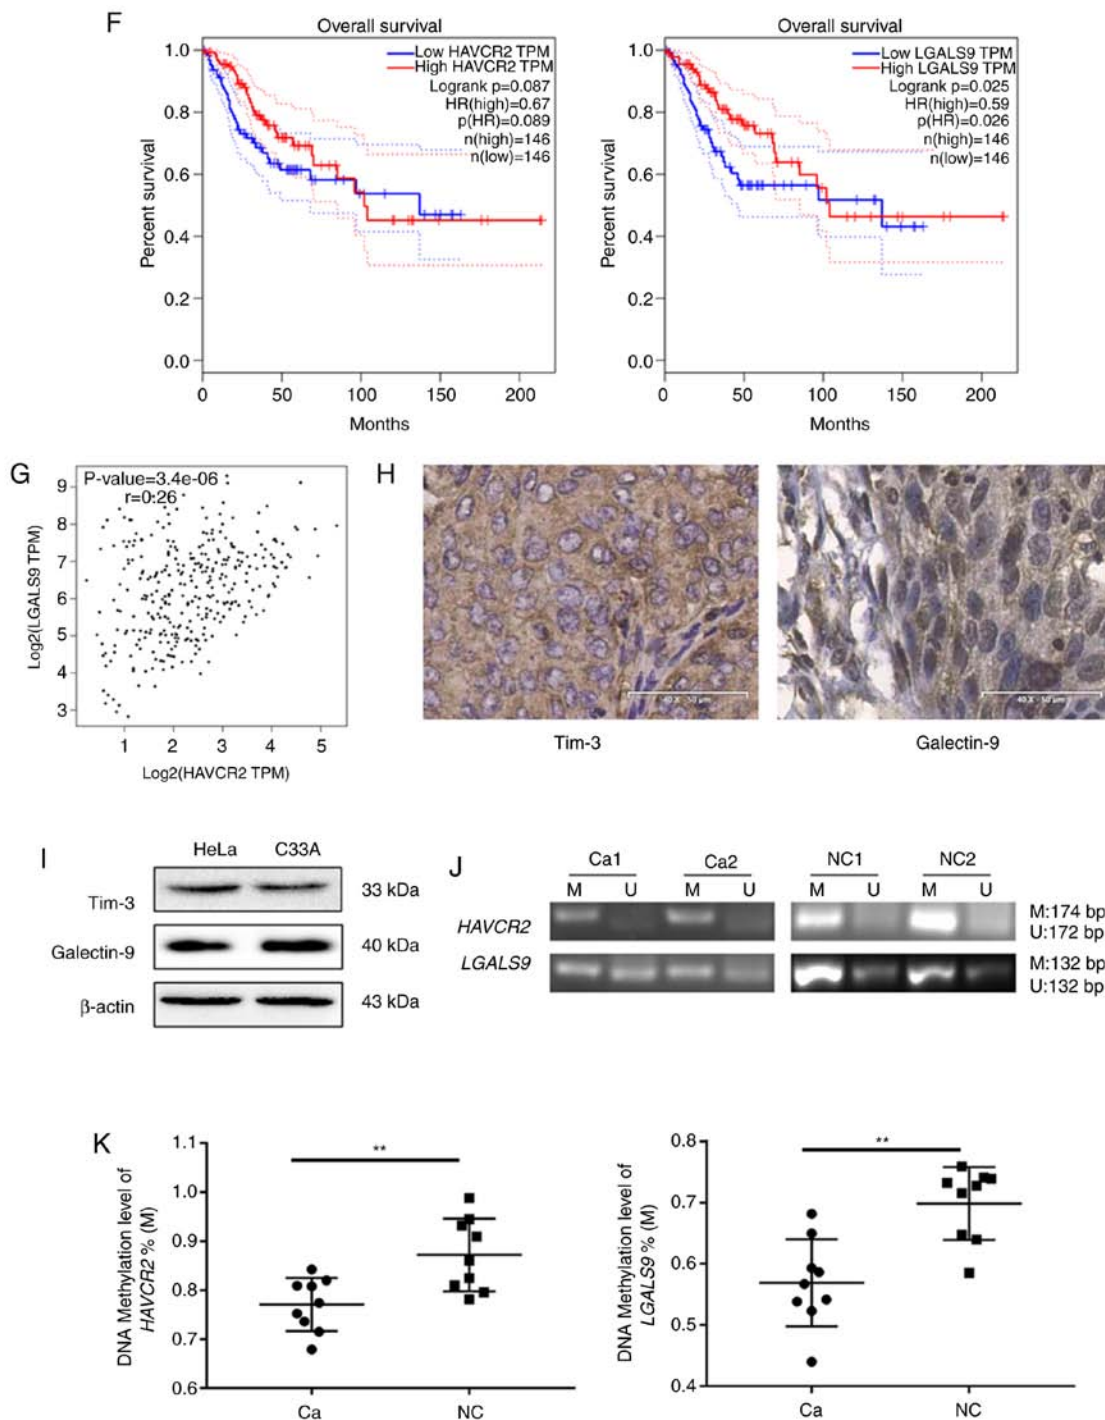 F
Overall survival
1.0
0.8
0.6
0.4
0.2
0.0
Percent survival
Low HAVCR2 TPM
High HAVCR2 TPM
Logrank p=0.087
HR(high)=0.67
p(HR)=0.089
n(high)=146
n(low)=146
0 50 100 150 200
Months
Overall survival
1.0
0.8
0.6
0.4
0.2
0.0
Percent survival
Low LGALS9 TPM
High LGALS9 TPM
Logrank p=0.025
HR(high)=0.59
p(HR)=0.026
n(high)=146
n(low)=146
0 50 100 150 200
Months
G
P-value=3.4e-06
r=0.26
9
8
7
6
5
4
3
Log2(LGALS9 TPM)
1 2 3 4 5
Log2(HAVCR2 TPM)
H
40 X - 50 µm
Tim-3
40 X - 50 µm
Galectin-9
I
HeLa C33A
Tim-3 33 kDa
Galectin-9 40 kDa
β-actin 43 kDa
J
Ca1 Ca2 NC1 NC2
M U M U M U M U
HAVCR2
M:174 bp
U:172 bp
LGALS9
M:132 bp
U:132 bp
K
1.1
1.0
0.9
0.8
0.7
0.6
DNA Methylation level of
HAVCR2 % (M)
**
Ca NC
0.8
0.7
0.6
0.5
0.4
DNA Methylation level of
LGALS9 % (M)
**
Ca NC